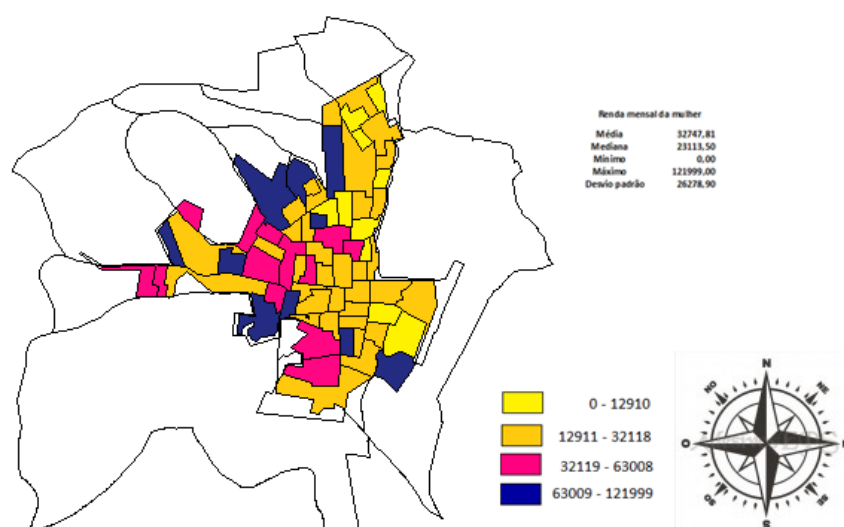 Renda mensal da mulher
Média 32747,81
Mediana 23113,50
Mínimo 0,00
Máximo 121999,00
Desvio padrão 26278,90
0 - 12910
12911 - 32118
32119 - 63008
63009 - 121999
N
NO
NE
O
SO
SE
S